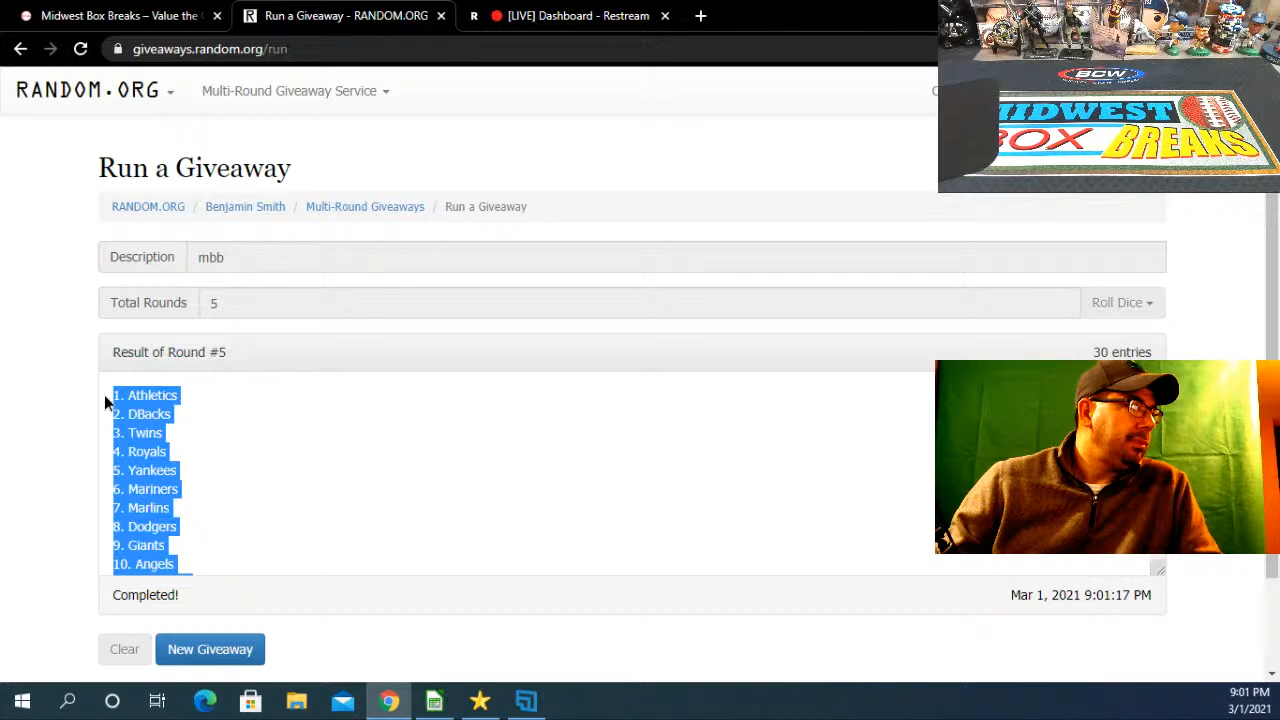 Midwest Box Breaks – Value the
Run a Giveaway - RANDOM.ORG
R [LIVE] Dashboard - Restream
giveaways.random.org/run
BCW
MIDWEST
BOX BREAKS
RANDOM.ORG
Multi-Round Giveaway Service
Run a Giveaway
RANDOM.ORG / Benjamin Smith / Multi-Round Giveaways / Run a Giveaway
Description mbb
Total Rounds 5 Roll Dice
Result of Round #5 30 entries
1. Athletics
2. DBacks
3. Twins
4. Royals
5. Yankees
6. Mariners
7. Marlins
8. Dodgers
9. Giants
10. Angels
Completed! Mar 1, 2021 9:01:17 PM
Clear New Giveaway
9:01 PM
3/1/2021